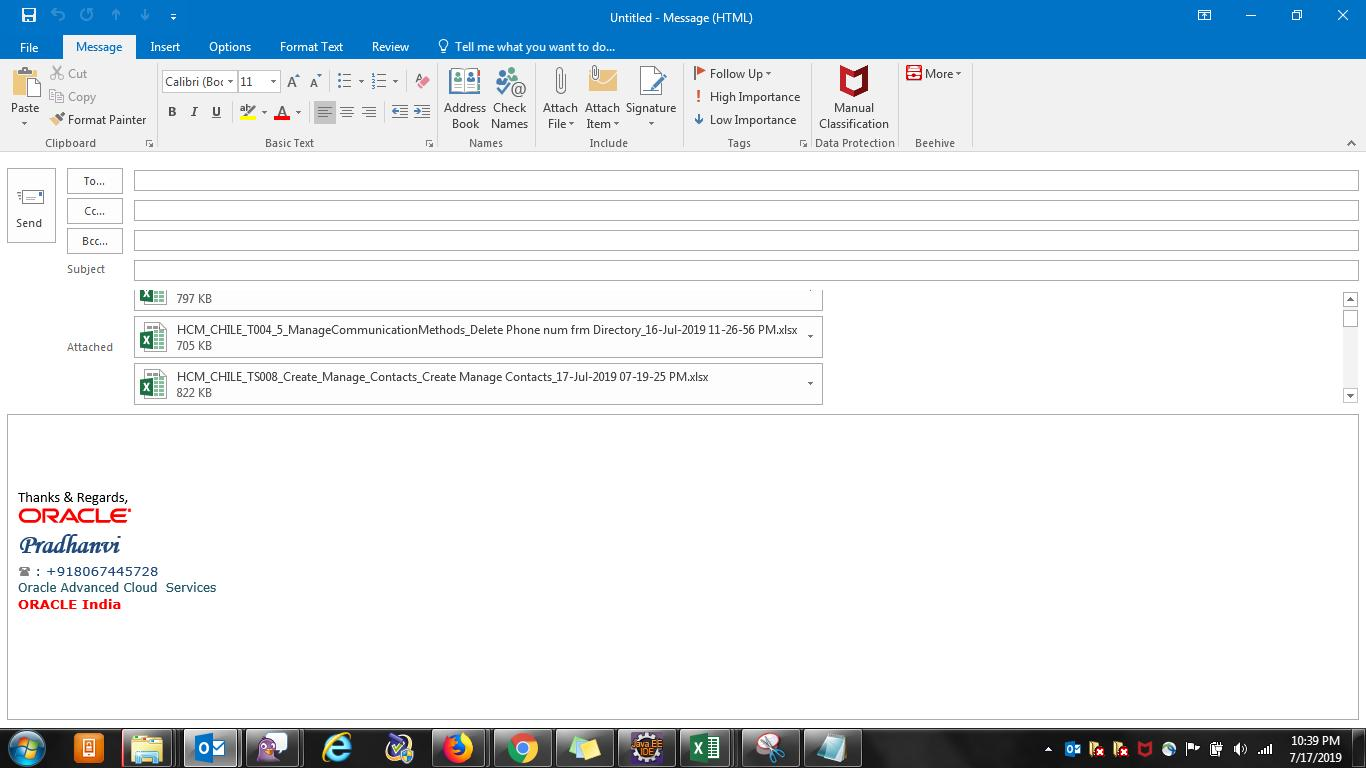 Untitled - Message (HTML)
File Message Insert Options Format Text Review Tell me what you want to do...
Paste
Cut
Copy
Format Painter
Clipboard
Calibri (Boc 11
B I U
Basic Text
Address Book
Check Names
Names
Attach File
Attach Item
Signature
Include
Follow Up
High Importance
Low Importance
Tags
Manual Classification
Data Protection
More
Beehive
Send
To...
Cc...
Bcc...
Subject
Attached
797 KB
HCM_CHILE_T004_5_ManageCommunicationMethods_Delete Phone num frm Directory_16-Jul-2019 11-26-56 PM.xlsx
705 KB
HCM_CHILE_TS008_Create_Manage_Contacts_Create Manage Contacts_17-Jul-2019 07-19-25 PM.xlsx
822 KB
Thanks & Regards,
ORACLE
Pradhanvi
☎ : +918067445728
Oracle Advanced Cloud Services
ORACLE India
Java EE
IDE
10:39 PM
7/17/2019